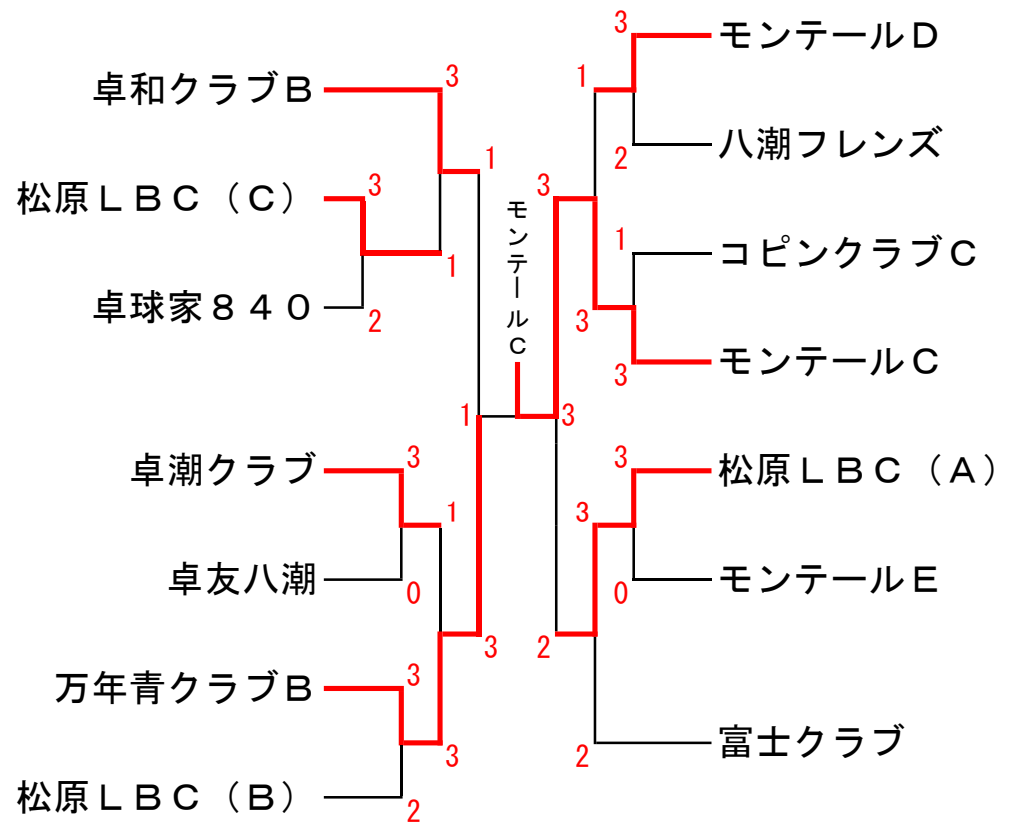 卓和クラブB
松原LBC（C）
卓球家840
卓潮クラブ
卓友八潮
万年青クラブB
松原LBC（B）
3
3
2
1
1
3
0
1
3
2
3
3
1
モンテールC
3
3
1
3
2
1
3
3
3
0
3
2
2
モンテールD
八潮フレンズ
コピンクラブC
モンテールC
松原LBC（A）
モンテールE
富士クラブ